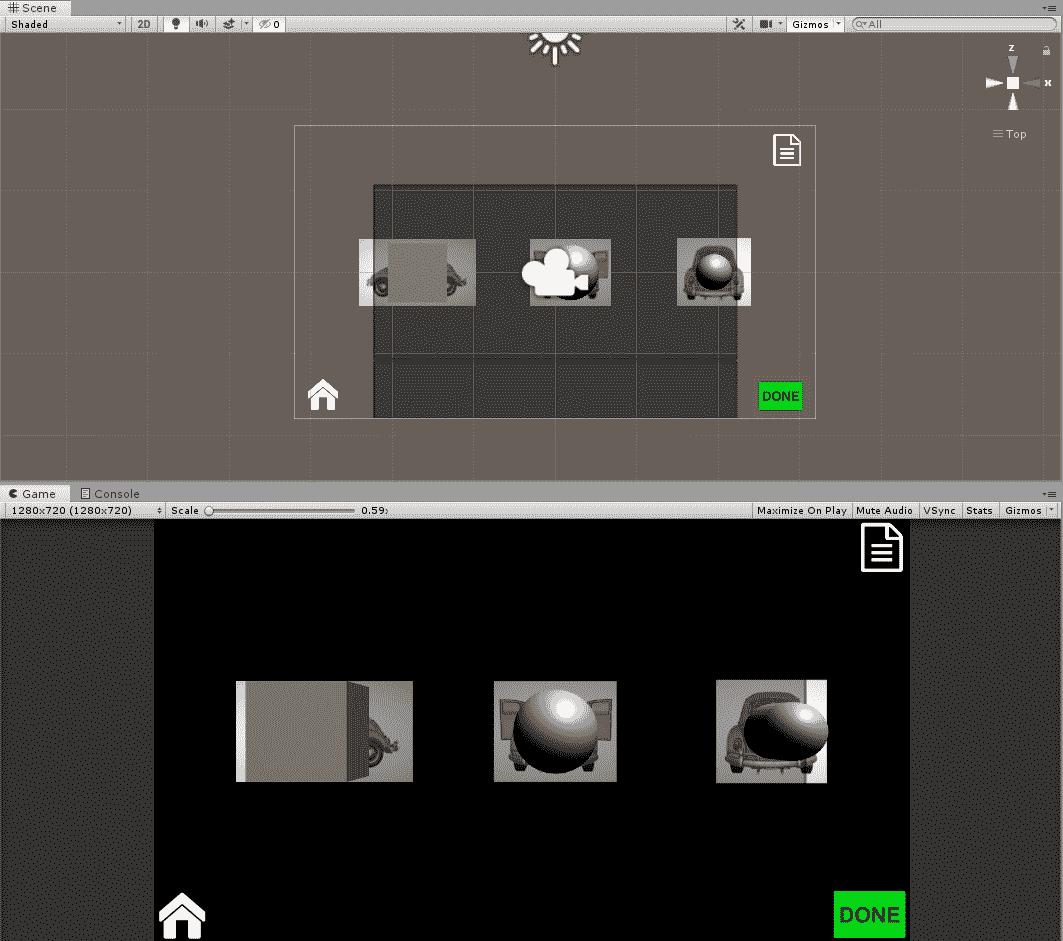 Scene
Shaded 2D 0 Gizmos All
z
x
Top
DONE
Game Console
1280x720 (1280x720) Scale 0.59x Maximize On Play Mute Audio VSync Stats Gizmos
DONE